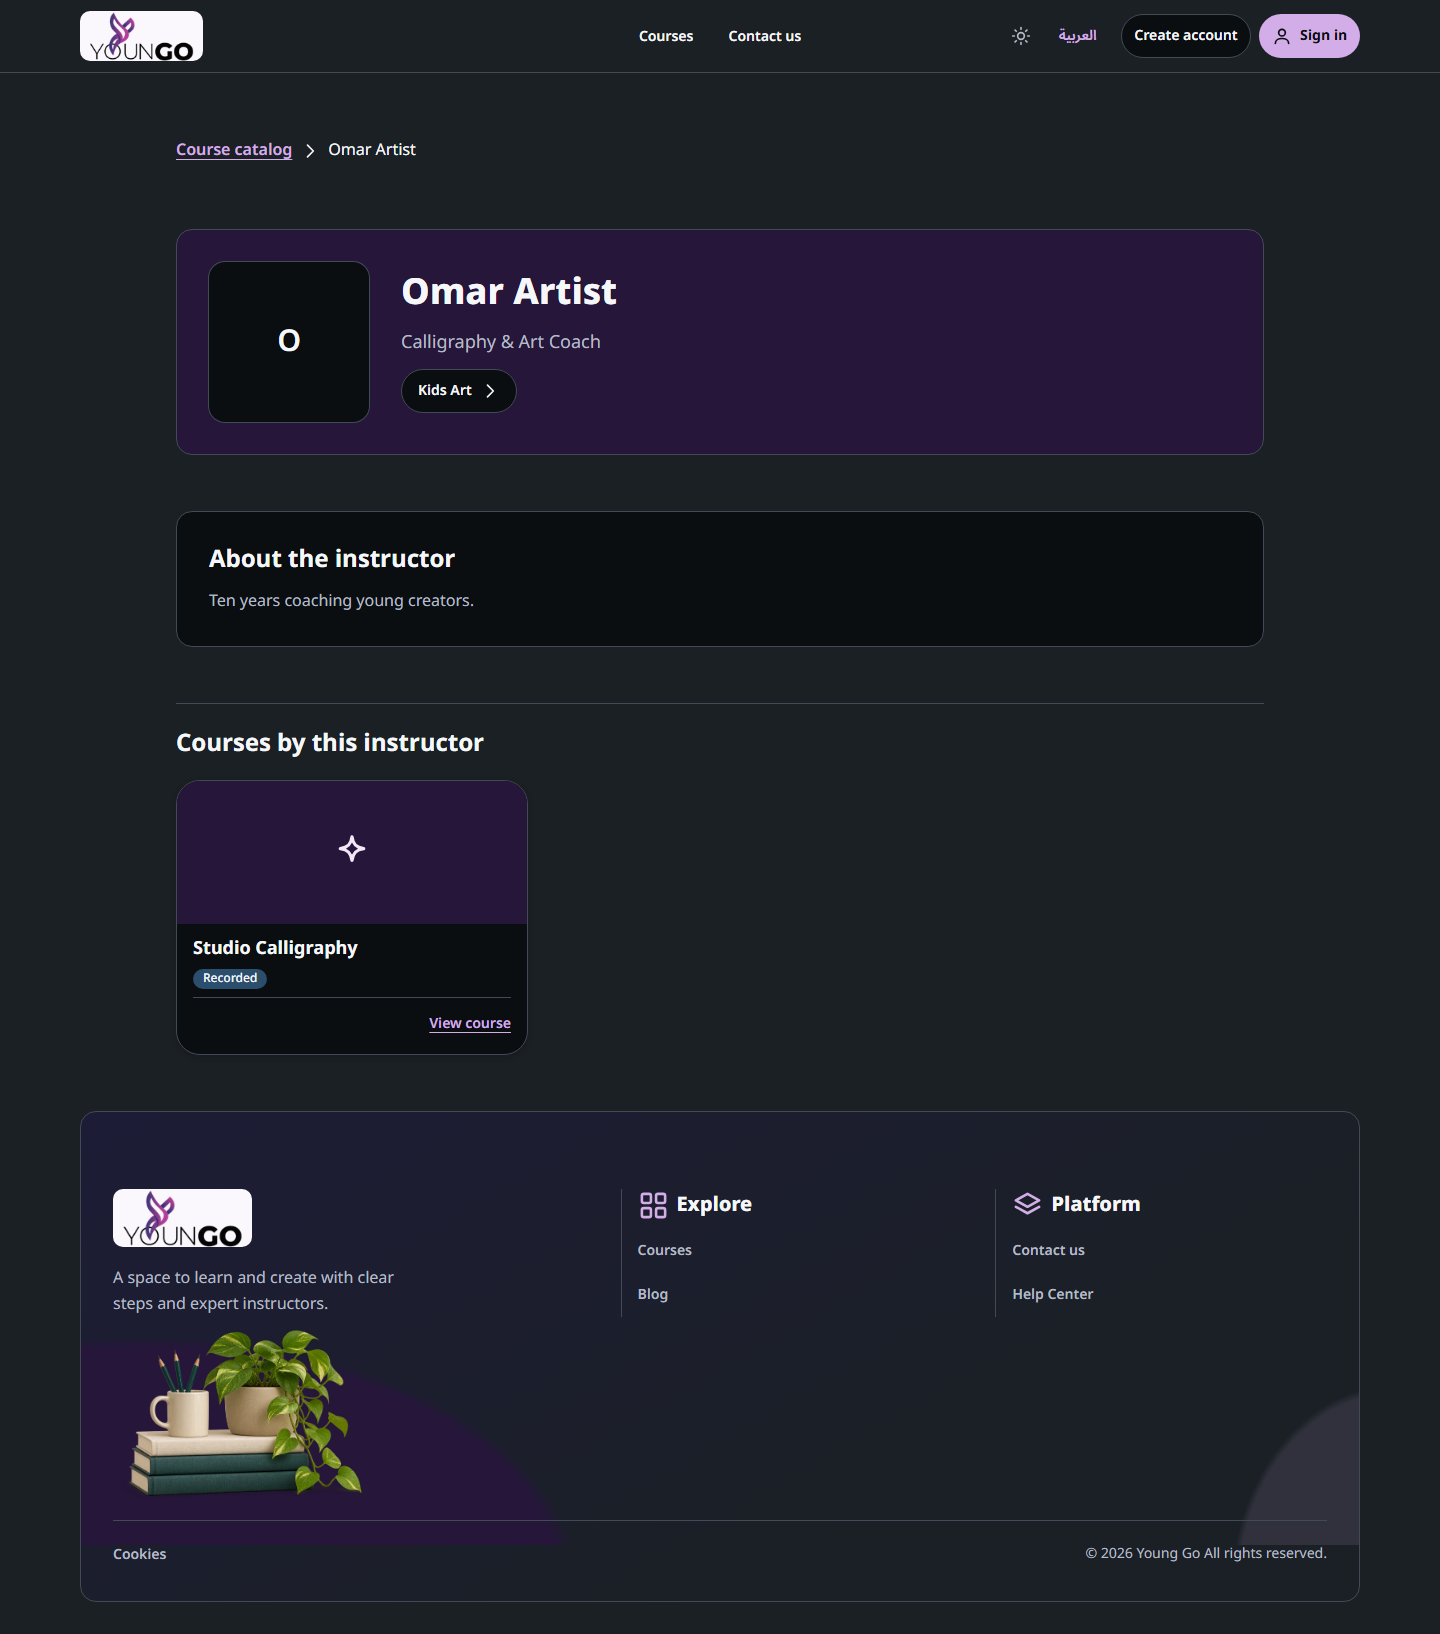 YOUNGO
Courses
Contact us
العربية
Create account
Sign in
Course catalog
Omar Artist
O
Omar Artist
Calligraphy & Art Coach
Kids Art
About the instructor
Ten years coaching young creators.
Courses by this instructor
Studio Calligraphy
Recorded
View course
YOUNGO
A space to learn and create with clear
steps and expert instructors.
Explore
Courses
Blog
Platform
Contact us
Help Center
Cookies
© 2026 Young Go All rights reserved.